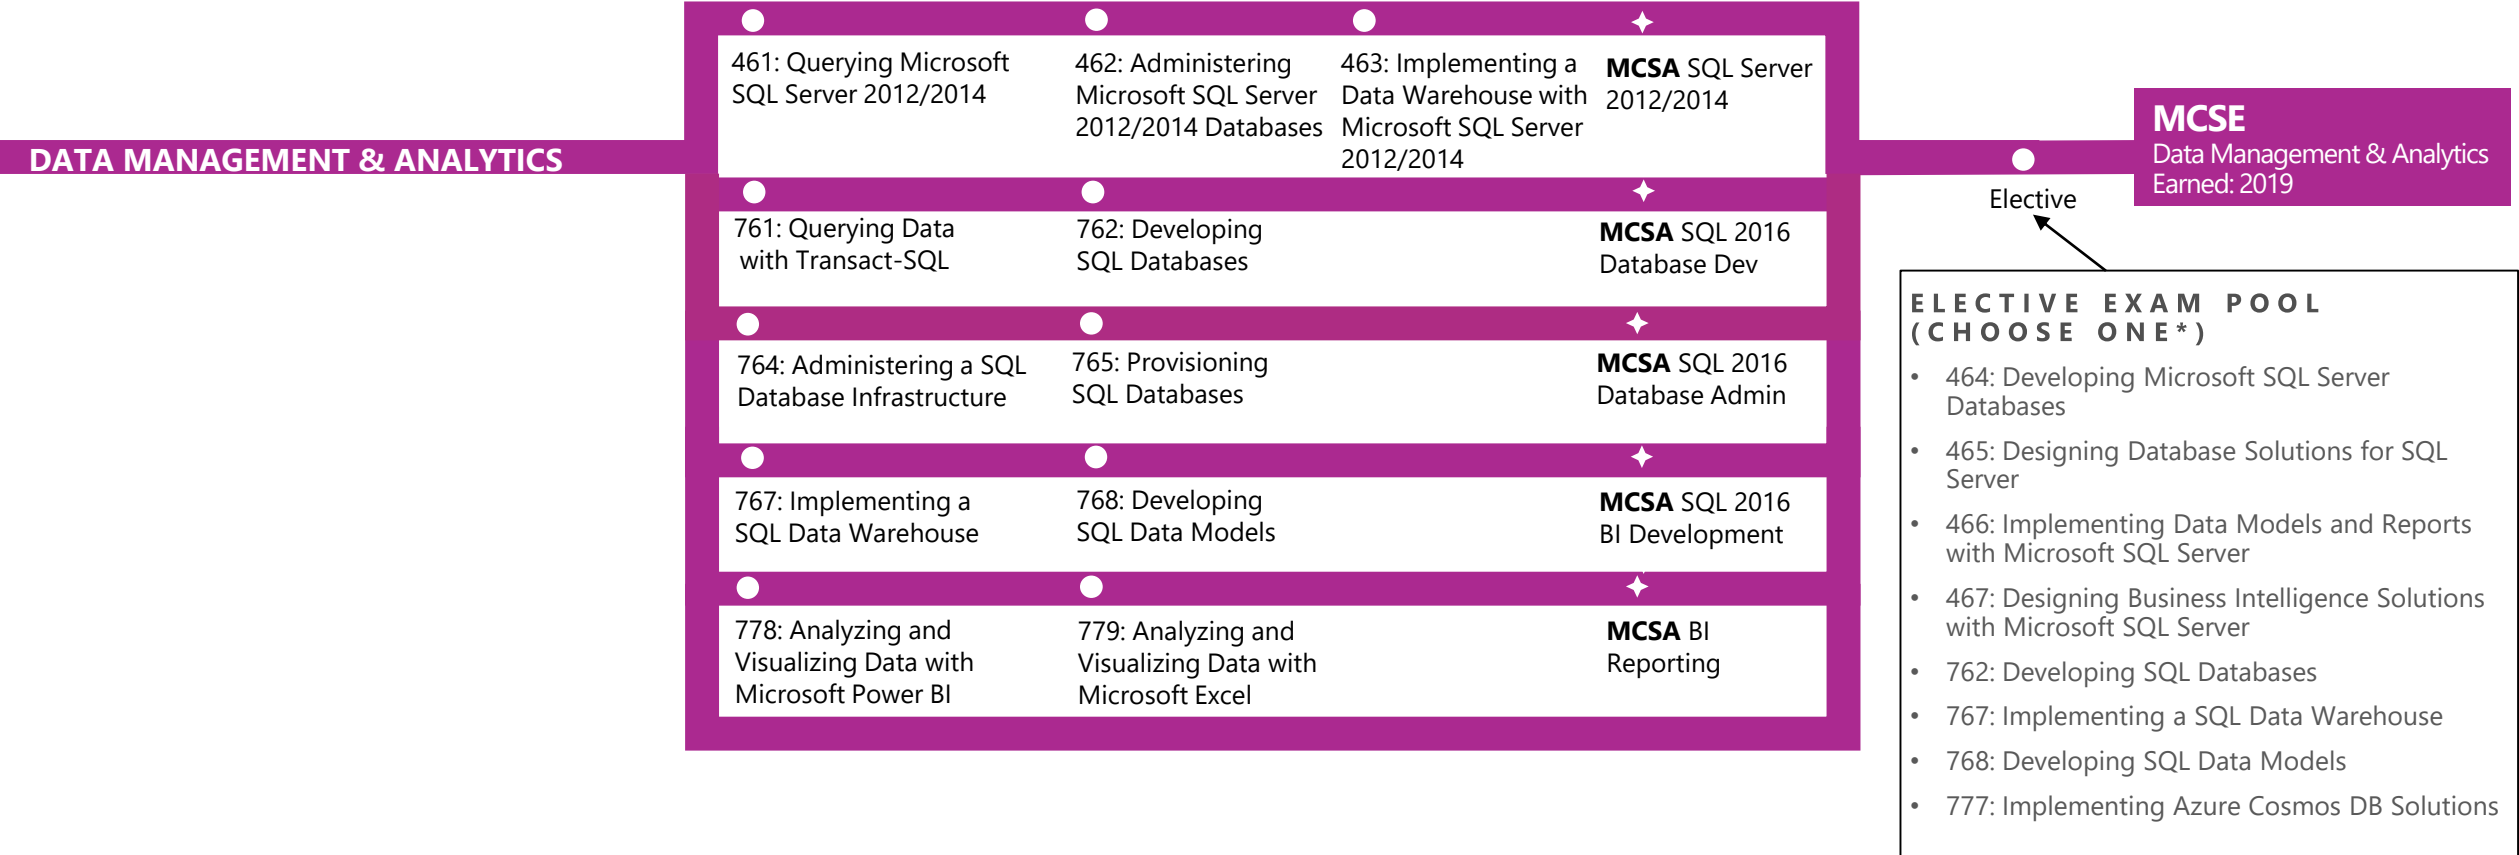 DATA MANAGEMENT & ANALYTICS
461: Querying Microsoft
SQL Server 2012/2014
462: Administering
Microsoft SQL Server
2012/2014 Databases
463: Implementing a
Data Warehouse with
Microsoft SQL Server
2012/2014
MCSA SQL Server
2012/2014
761: Querying Data
with Transact-SQL
762: Developing
SQL Databases
MCSA SQL 2016
Database Dev
764: Administering a SQL
Database Infrastructure
765: Provisioning
SQL Databases
MCSA SQL 2016
Database Admin
767: Implementing a
SQL Data Warehouse
768: Developing
SQL Data Models
MCSA SQL 2016
BI Development
778: Analyzing and
Visualizing Data with
Microsoft Power BI
779: Analyzing and
Visualizing Data with
Microsoft Excel
MCSA BI
Reporting
Elective
MCSE
Data Management & Analytics
Earned: 2019
ELECTIVE EXAM POOL
(CHOOSE ONE*)
• 464: Developing Microsoft SQL Server
Databases
• 465: Designing Database Solutions for SQL
Server
• 466: Implementing Data Models and Reports
with Microsoft SQL Server
• 467: Designing Business Intelligence Solutions
with Microsoft SQL Server
• 762: Developing SQL Databases
• 767: Implementing a SQL Data Warehouse
• 768: Developing SQL Data Models
• 777: Implementing Azure Cosmos DB Solutions